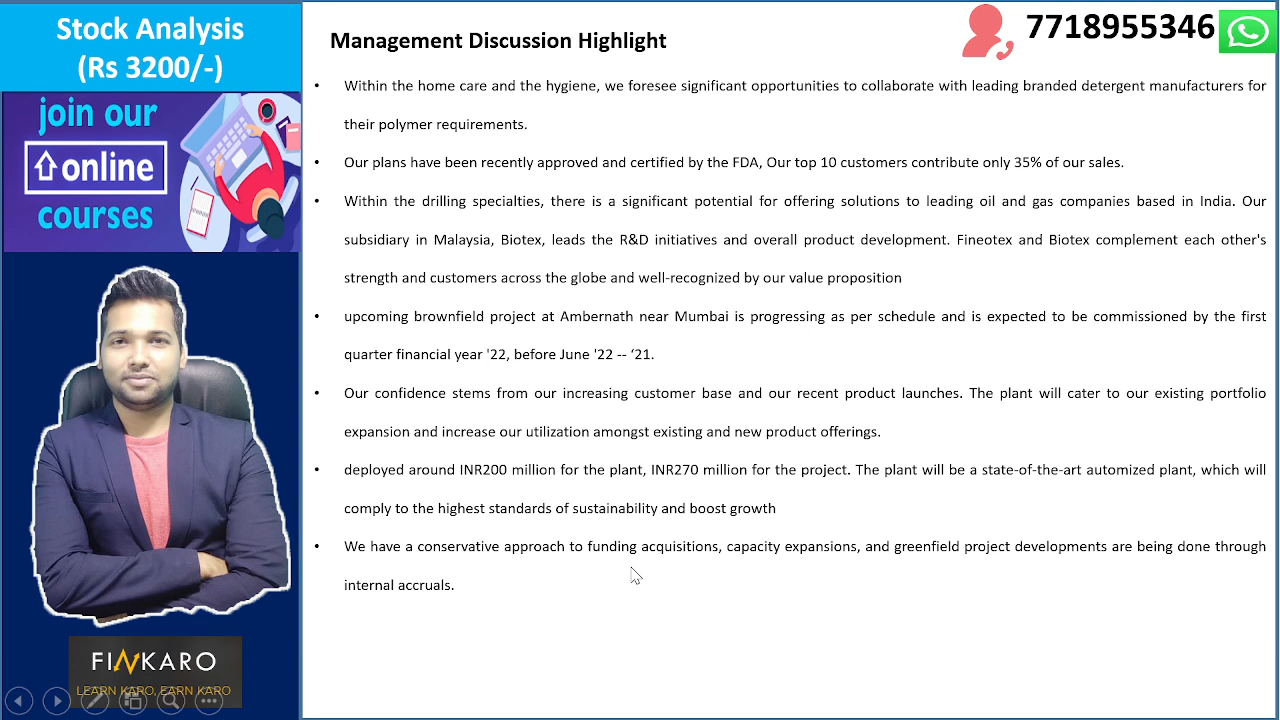 Stock Analysis
(Rs 3200/-)
join our
online
courses
FINKARO
LEARN KARO, EARN KARO
7718955346
Management Discussion Highlight
• Within the home care and the hygiene, we foresee significant opportunities to collaborate with leading branded detergent manufacturers for
their polymer requirements.
• Our plans have been recently approved and certified by the FDA, Our top 10 customers contribute only 35% of our sales.
• Within the drilling specialties, there is a significant potential for offering solutions to leading oil and gas companies based in India. Our
subsidiary in Malaysia, Biotex, leads the R&D initiatives and overall product development. Fineotex and Biotex complement each other's
strength and customers across the globe and well-recognized by our value proposition
• upcoming brownfield project at Ambernath near Mumbai is progressing as per schedule and is expected to be commissioned by the first
quarter financial year '22, before June '22 -- ‘21.
• Our confidence stems from our increasing customer base and our recent product launches. The plant will cater to our existing portfolio
expansion and increase our utilization amongst existing and new product offerings.
• deployed around INR200 million for the plant, INR270 million for the project. The plant will be a state-of-the-art automized plant, which will
comply to the highest standards of sustainability and boost growth
• We have a conservative approach to funding acquisitions, capacity expansions, and greenfield project developments are being done through
internal accruals.